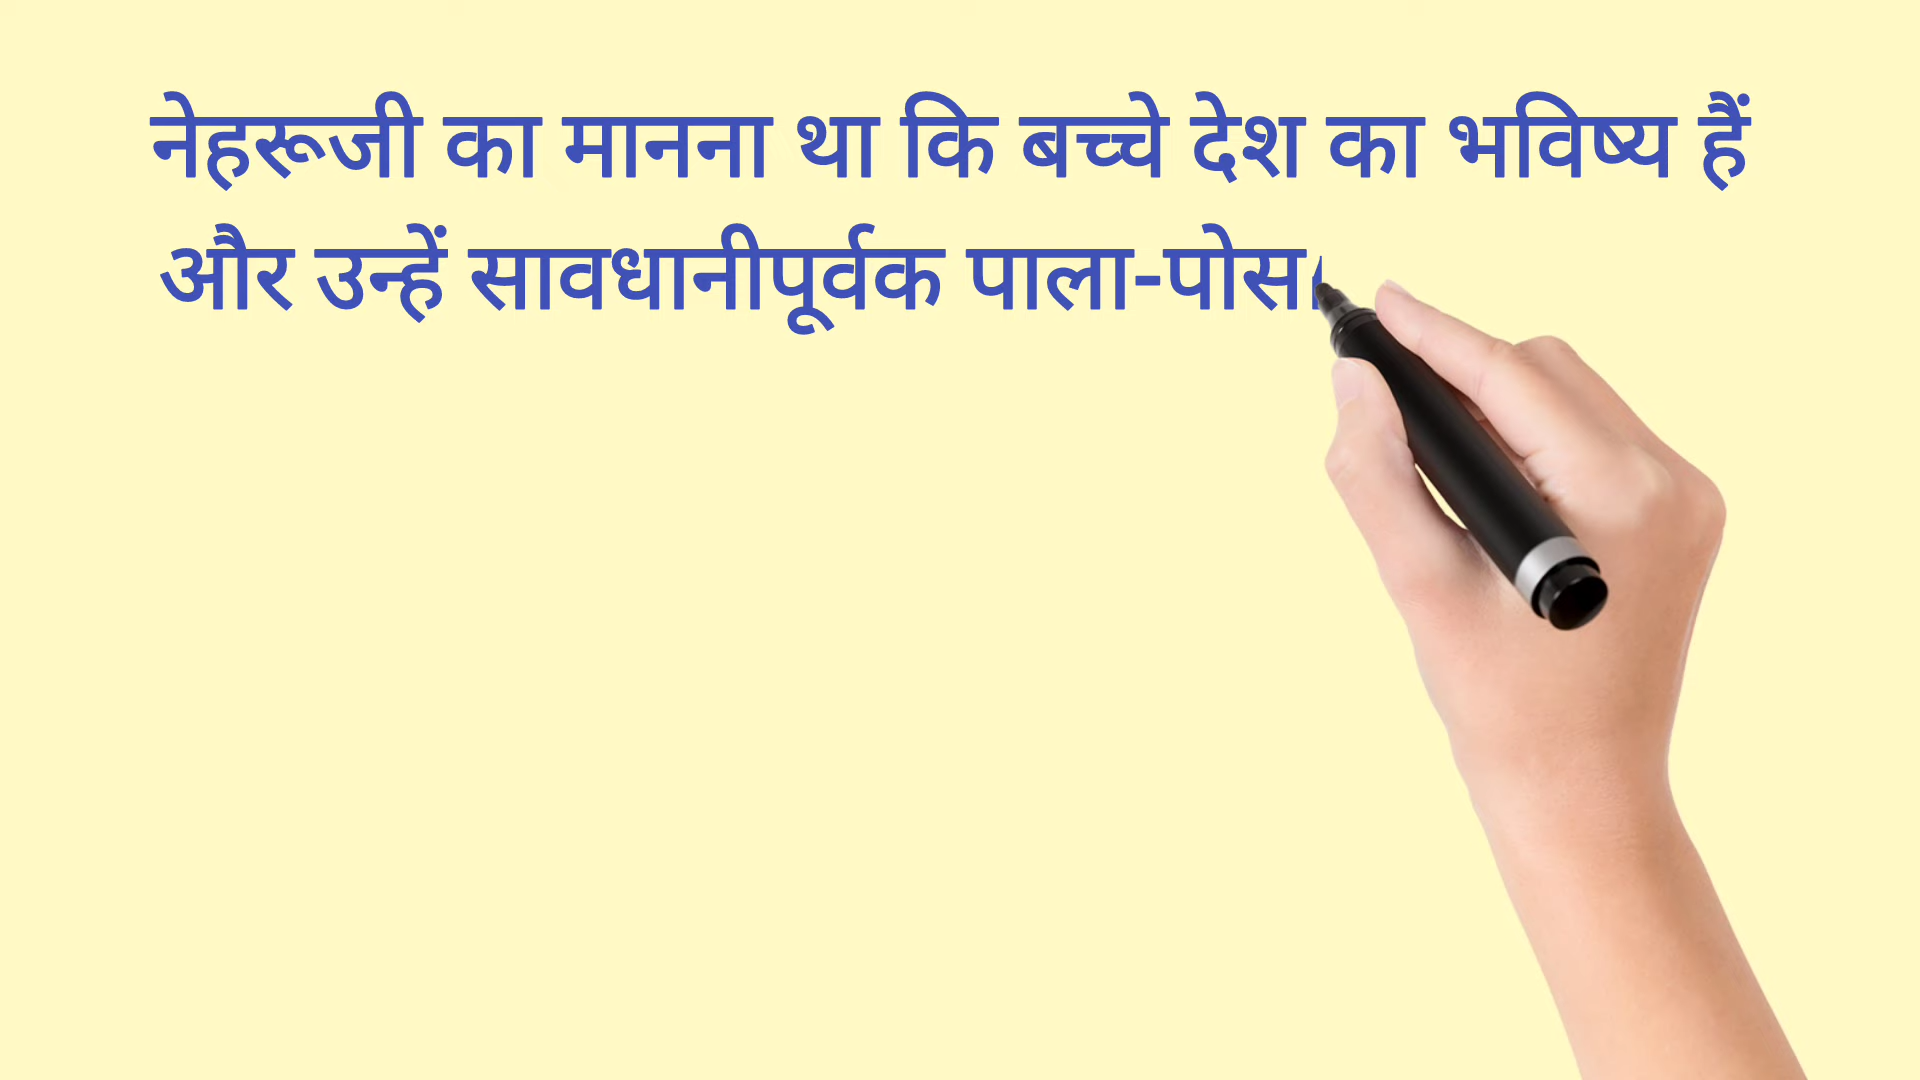 नेहरूजी का मानना था कि बच्चे देश का भविष्य हैं
और उन्हें सावधानीपूर्वक पाला-पोसा